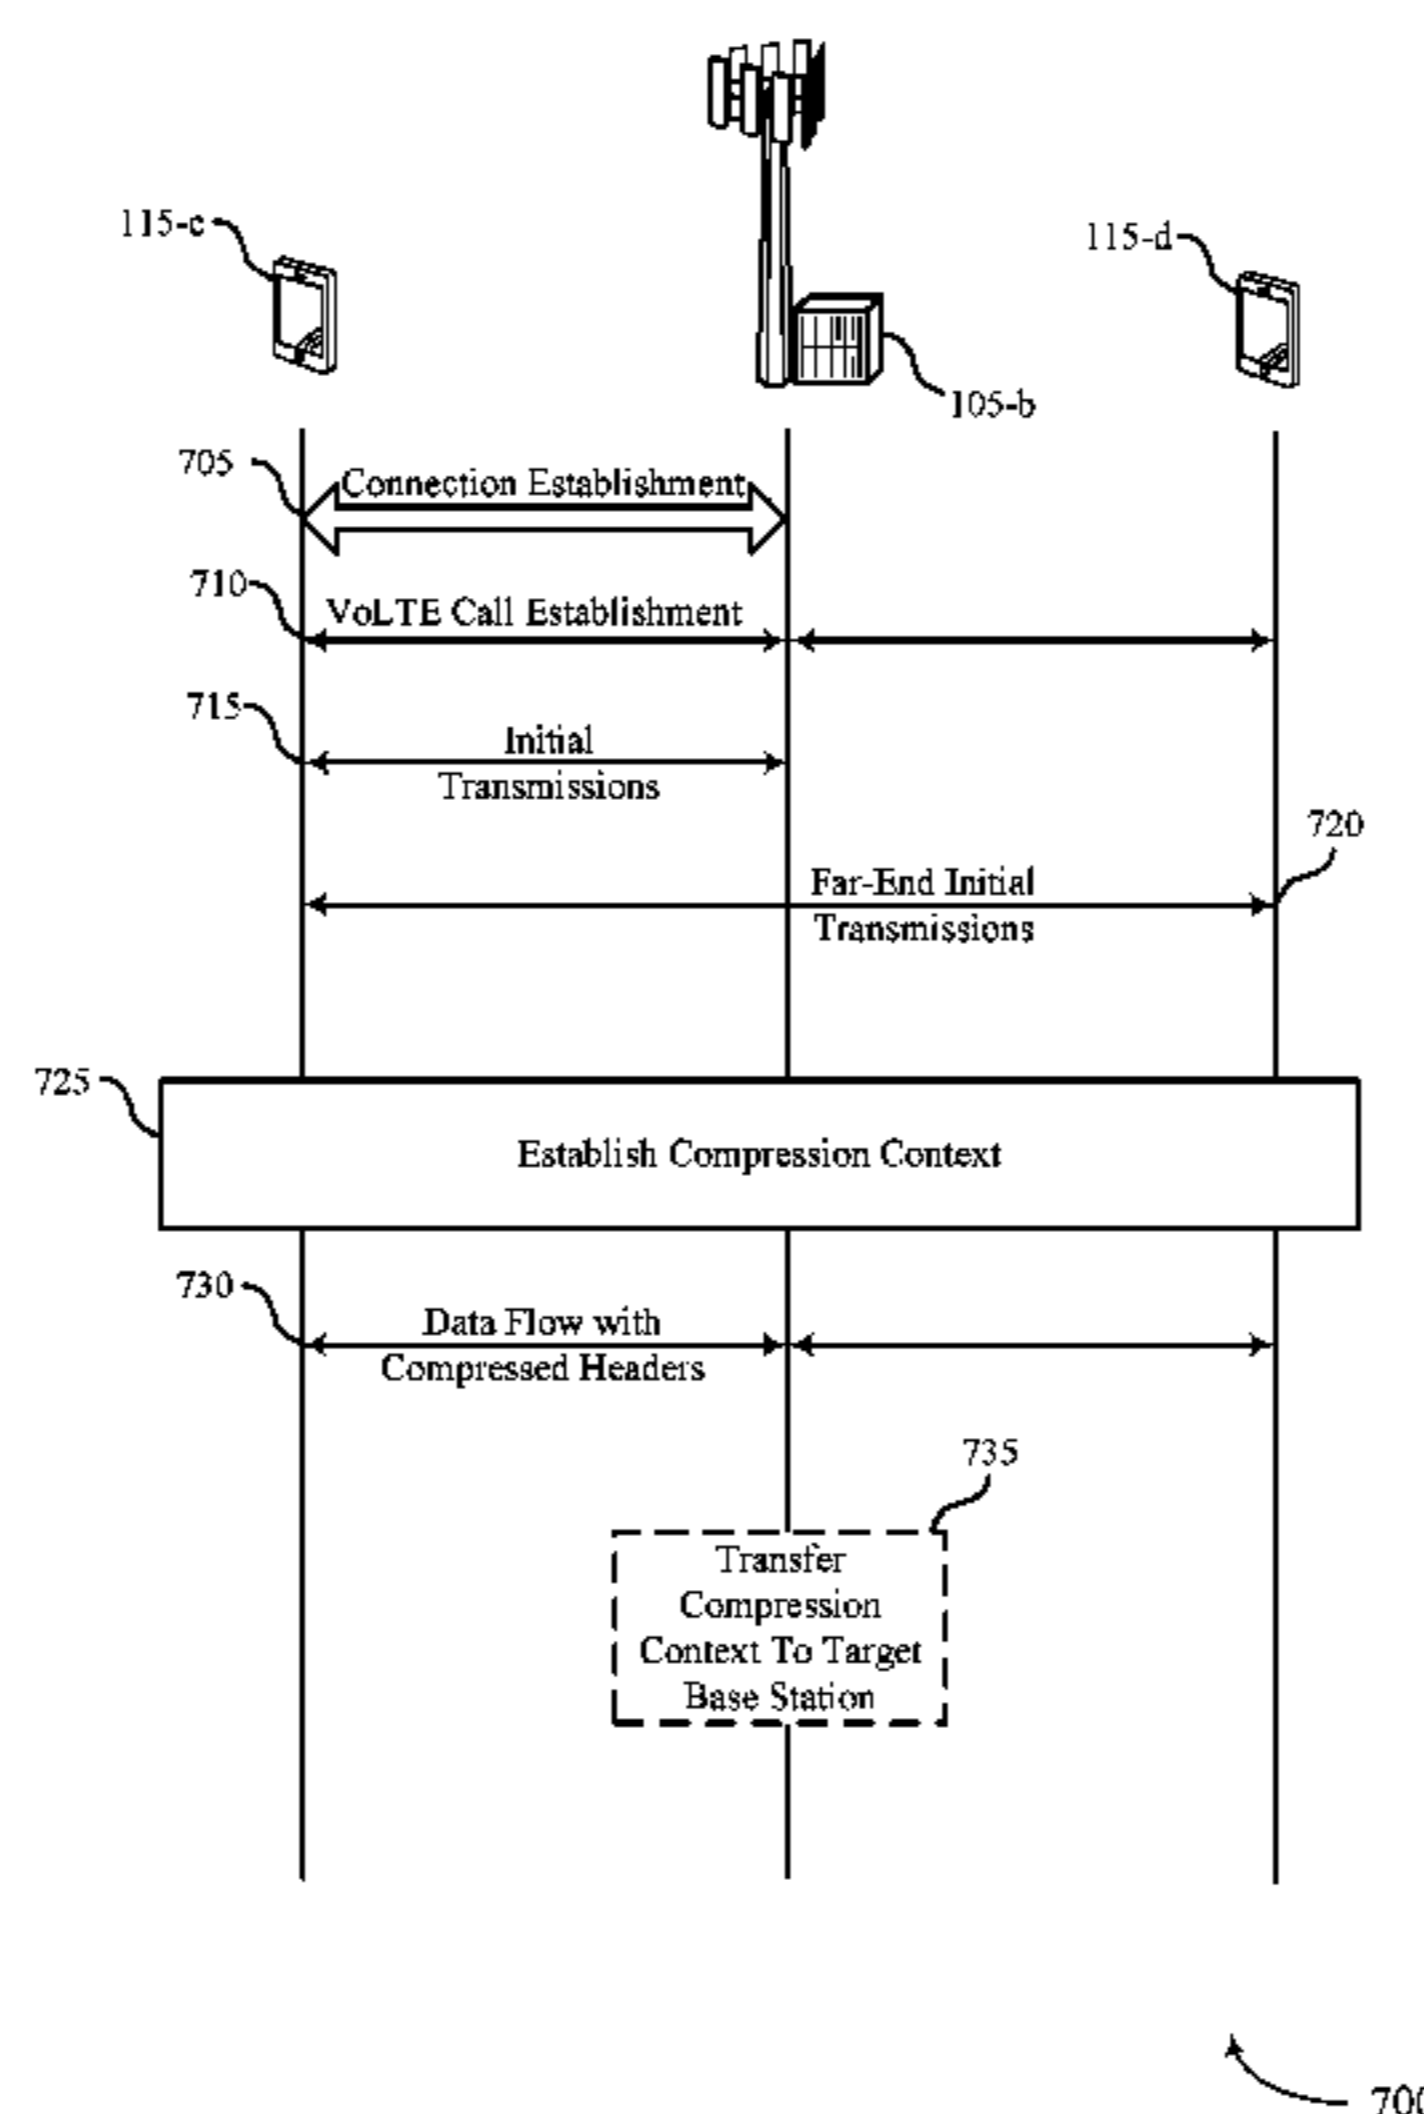 115-c
115-d
105-b
705
Connection Establishment
710
VoLTE Call Establishment
715
Initial
Transmissions
720
Far-End Initial
Transmissions
725
Establish Compression Context
730
Data Flow with
Compressed Headers
735
Transfer
Compression
Context To Target
Base Station
700